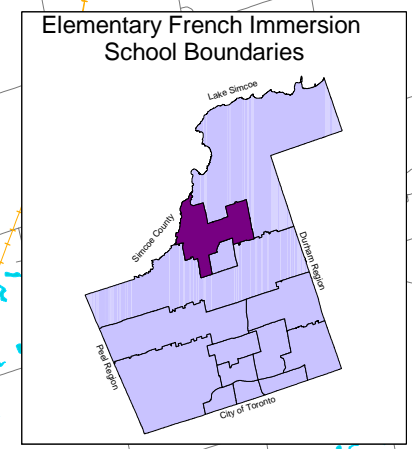 Elementary French Immersion
School Boundaries
Lake Simcoe
Simcoe County
Durham Region
Peel Region
City of Toronto